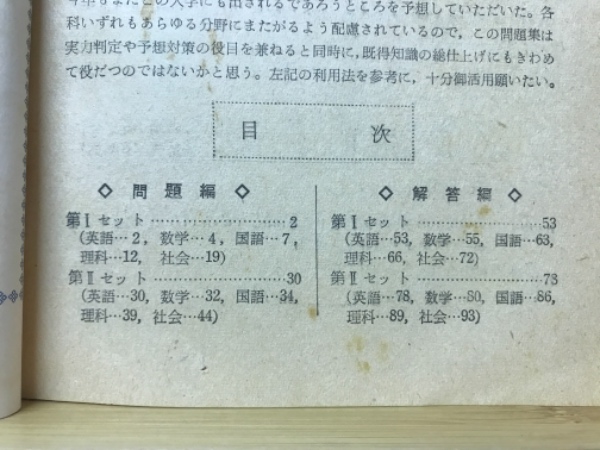 今年もまたどの大学にも出されるであろうところを予想していただいた。各
科いずれもあらゆる分野にまたがるよう配慮されているので，この問題集は
実力判定や予想対策の役目を兼ねると同時に，既得知識の総仕上げにもきわめ
て役だつのではないかと思う。左記の利用法を参考に，十分御活用願いたい。
目 次
◇ 問 題 編 ◇
第Ⅰセット……………………2
(英語…2，数学…4，国語…7，
理科…12，社会…19)
第Ⅱセット……………………30
(英語…30，数学…32，国語…34，
理科…39，社会…44)
◇ 解 答 編 ◇
第Ⅰセット……………………53
(英語…53，数学…55，国語…63，
理科…66，社会…72)
第Ⅱセット……………………78
(英語…78，数学…80，国語…86，
理科…89，社会…93)